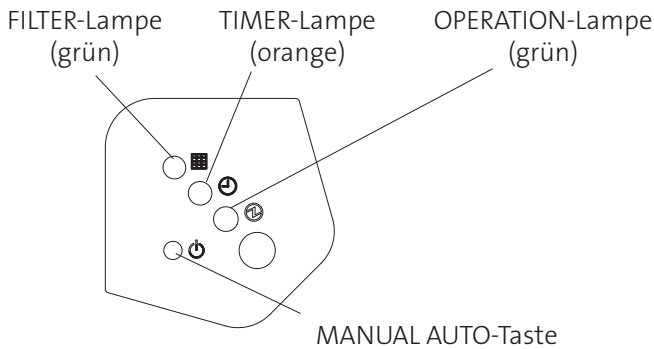 FILTER-Lampe
(grün)
TIMER-Lampe
(orange)
OPERATION-Lampe
(grün)
MANUAL AUTO-Taste